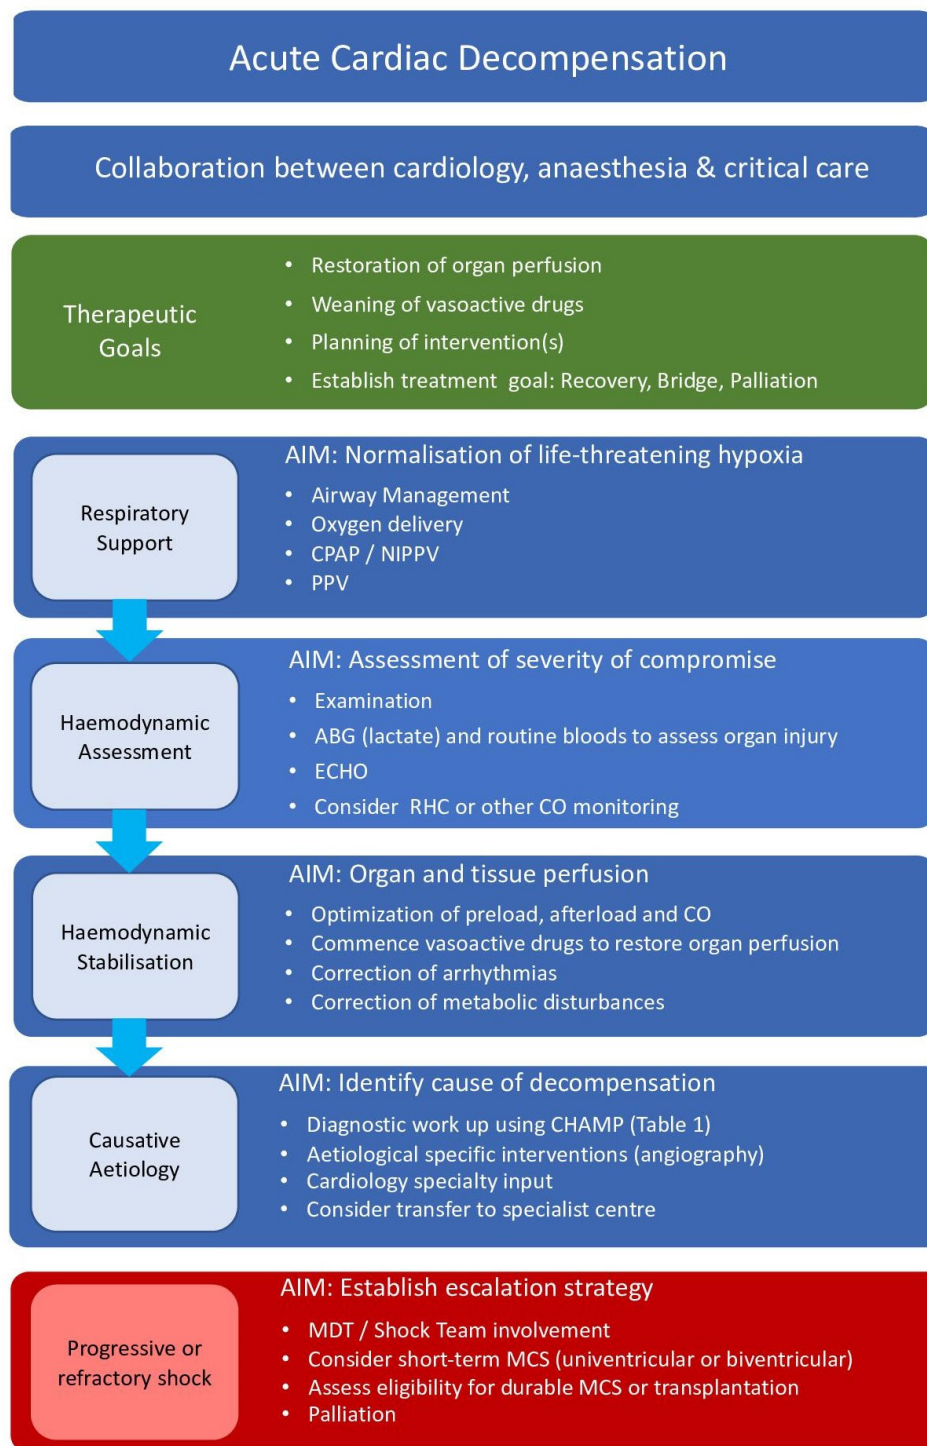 Acute Cardiac Decompensation
Collaboration between cardiology, anaesthesia & critical care
Therapeutic
Goals
• Restoration of organ perfusion
• Weaning of vasoactive drugs
• Planning of intervention(s)
• Establish treatment goal: Recovery, Bridge, Palliation
Respiratory
Support
AIM: Normalisation of life-threatening hypoxia
• Airway Management
• Oxygen delivery
• CPAP / NIPPV
• PPV
Haemodynamic
Assessment
AIM: Assessment of severity of compromise
• Examination
• ABG (lactate) and routine bloods to assess organ injury
• ECHO
• Consider RHC or other CO monitoring
Haemodynamic
Stabilisation
AIM: Organ and tissue perfusion
• Optimization of preload, afterload and CO
• Commence vasoactive drugs to restore organ perfusion
• Correction of arrhythmias
• Correction of metabolic disturbances
Causative
Aetiology
AIM: Identify cause of decompensation
• Diagnostic work up using CHAMP (Table 1)
• Aetiological specific interventions (angiography)
• Cardiology specialty input
• Consider transfer to specialist centre
Progressive or
refractory shock
AIM: Establish escalation strategy
• MDT / Shock Team involvement
• Consider short-term MCS (univentricular or biventricular)
• Assess eligibility for durable MCS or transplantation
• Palliation